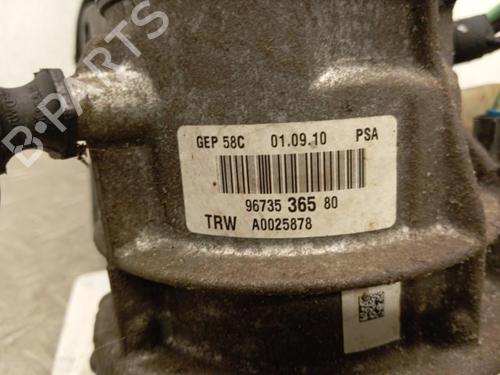 B-PARTS
GEP 58C 01.09.10 PSA
96735 365 80
TRW A0025878